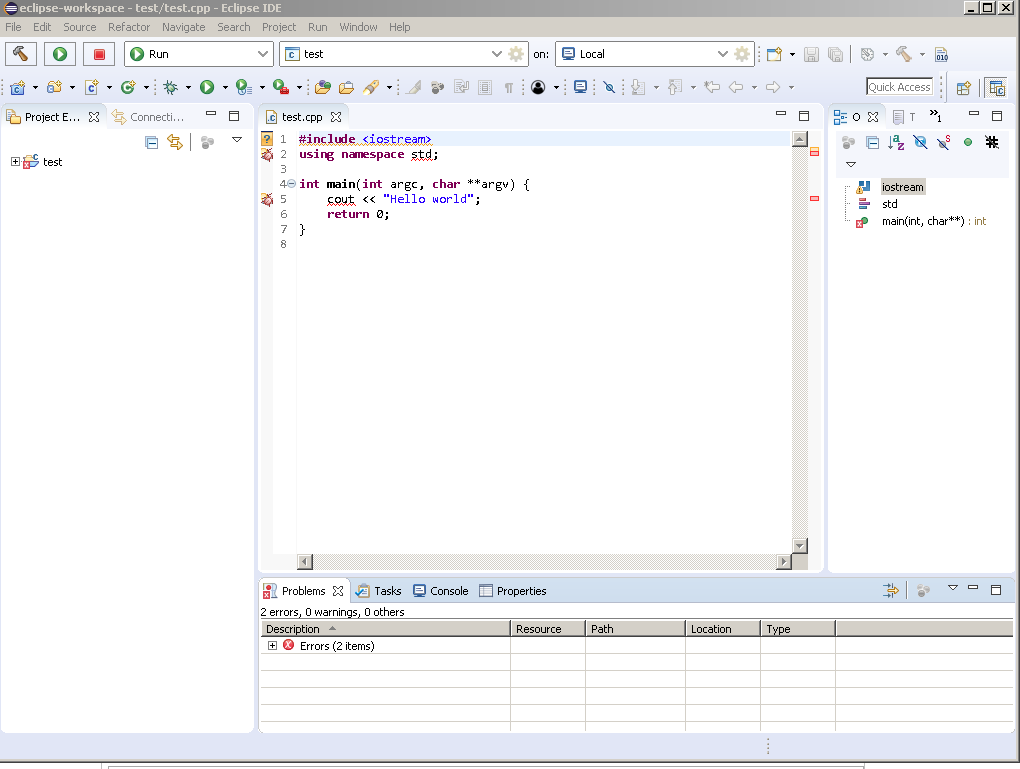 eclipse-workspace - test/test.cpp - Eclipse IDE
File Edit Source Refactor Navigate Search Project Run Window Help
Run test on: Local
010
Quick Access
Project E... Connecti... test.cpp O T »1
test
1 #include <iostream>
2 using namespace std;
3
4 int main(int argc, char **argv) {
5 cout << "Hello world";
6 return 0;
7 }
8
iostream
std
main(int, char**) : int
Problems Tasks Console Properties
2 errors, 0 warnings, 0 others
Description Resource Path Location Type
Errors (2 items)